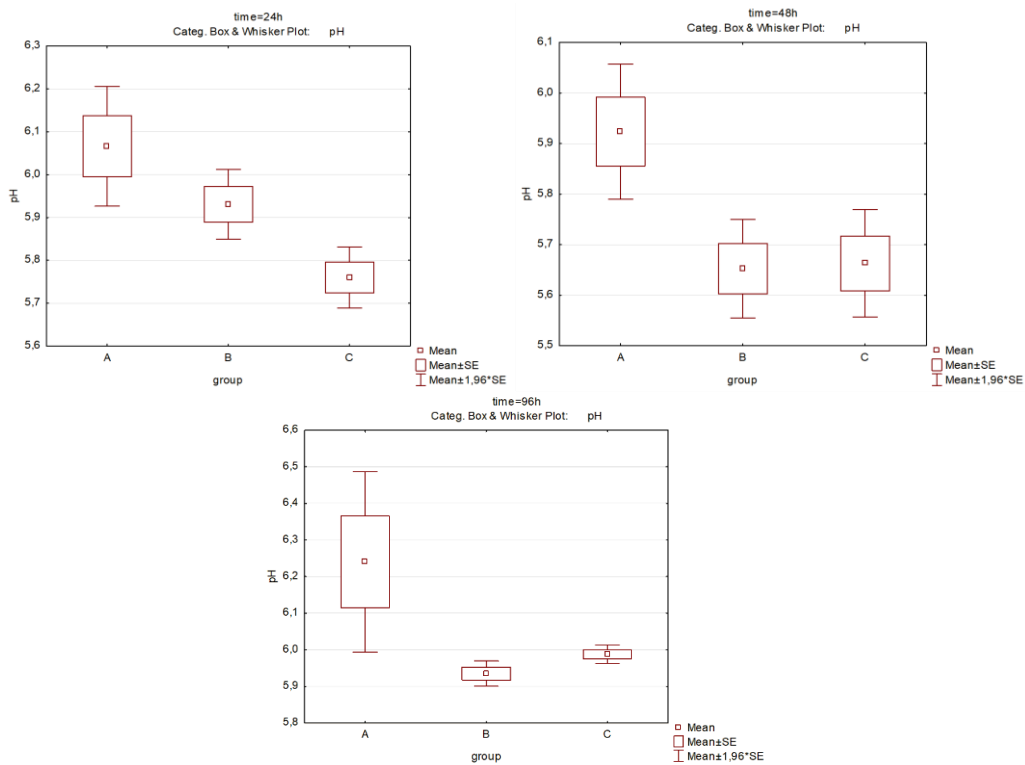 time=24h
Categ. Box & Whisker Plot: pH
6,3
6,2
6,1
6,0
5,9
5,8
5,7
5,6
pH
A B C
group
Mean
Mean±SE
Mean±1,96*SE
time=48h
Categ. Box & Whisker Plot: pH
6,1
6,0
5,9
5,8
5,7
5,6
5,5
pH
A B C
group
Mean
Mean±SE
Mean±1,96*SE
time=96h
Categ. Box & Whisker Plot: pH
6,6
6,5
6,4
6,3
6,2
6,1
6,0
5,9
5,8
pH
A B C
group
Mean
Mean±SE
Mean±1,96*SE